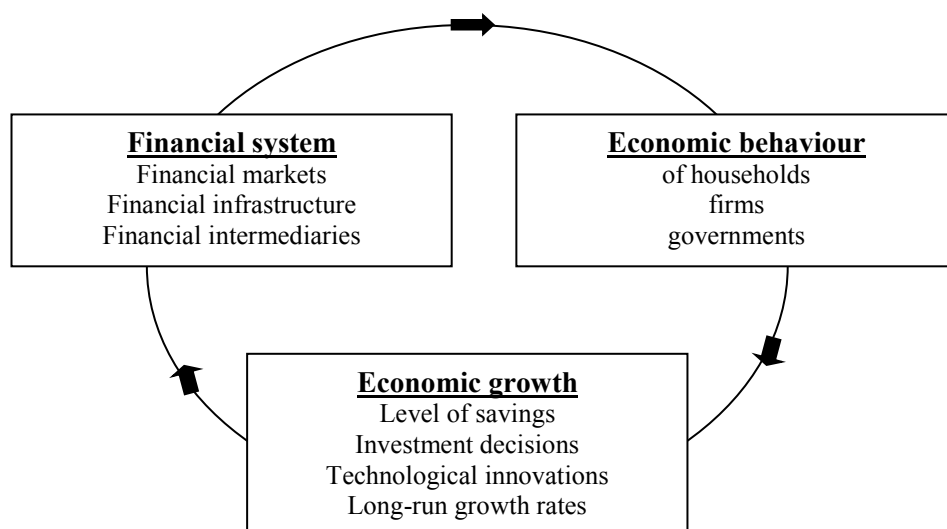 Financial system
Financial markets
Financial infrastructure
Financial intermediaries
Economic behaviour
of households
firms
governments
Economic growth
Level of savings
Investment decisions
Technological innovations
Long-run growth rates